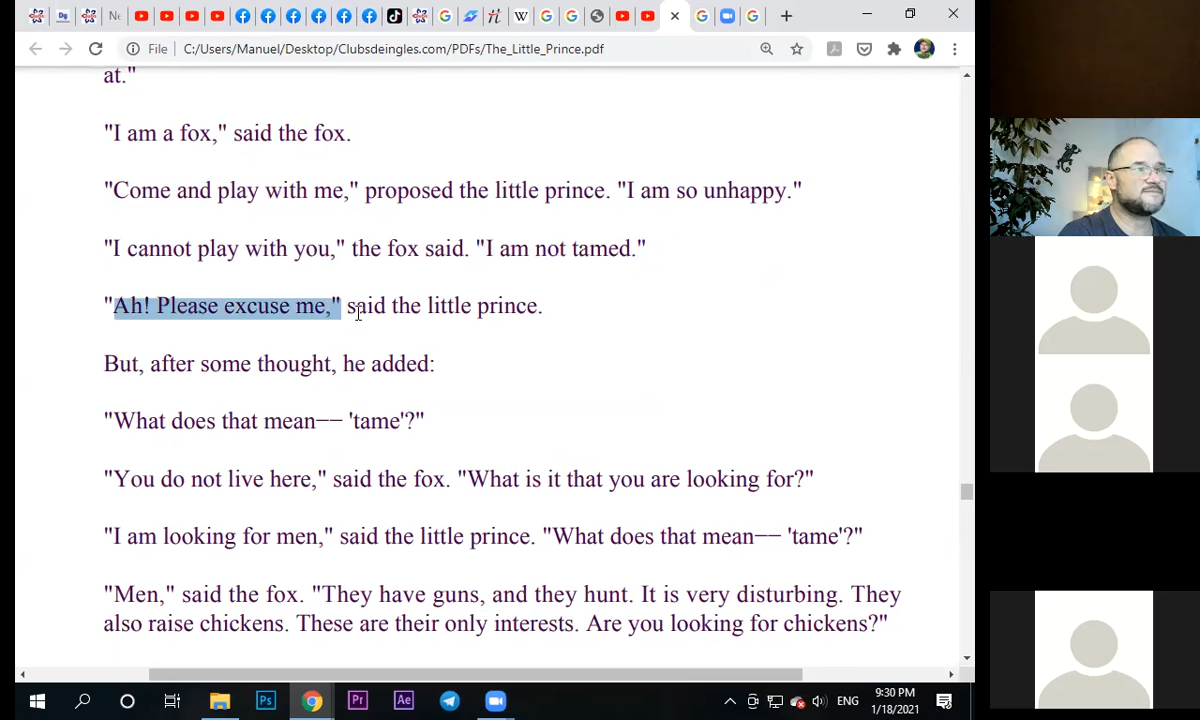 File
C:/Users/Manuel/Desktop/Clubsdeingles.com/PDFs/The_Little_Prince.pdf
at."
"I am a fox," said the fox.
"Come and play with me," proposed the little prince. "I am so unhappy."
"I cannot play with you," the fox said. "I am not tamed."
"Ah! Please excuse me," said the little prince.
But, after some thought, he added:
"What does that mean−− 'tame'?"
"You do not live here," said the fox. "What is it that you are looking for?"
"I am looking for men," said the little prince. "What does that mean−− 'tame'?"
"Men," said the fox. "They have guns, and they hunt. It is very disturbing. They
also raise chickens. These are their only interests. Are you looking for chickens?"
Ps
Pr
Ae
ENG
9:30 PM
1/18/2021